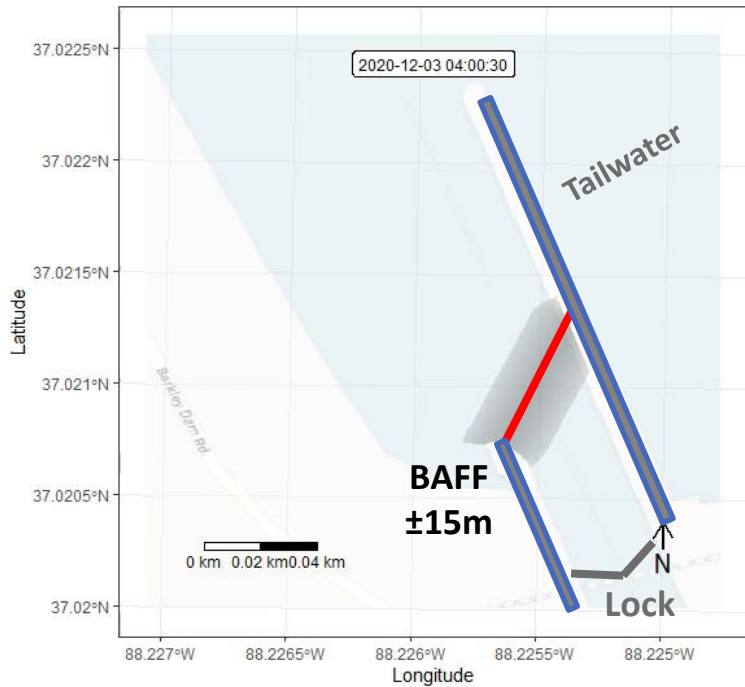 37.0225°N
2020-12-03 04:00:30
37.022°N
Tailwater
37.0215°N
Latitude
37.021°N
Barkley Dam Rd.
BAFF
±15m
37.0205°N
0 km 0.02 km 0.04 km
N
37.02°N
Lock
88.227°W 88.2265°W 88.226°W 88.2255°W 88.225°W
Longitude